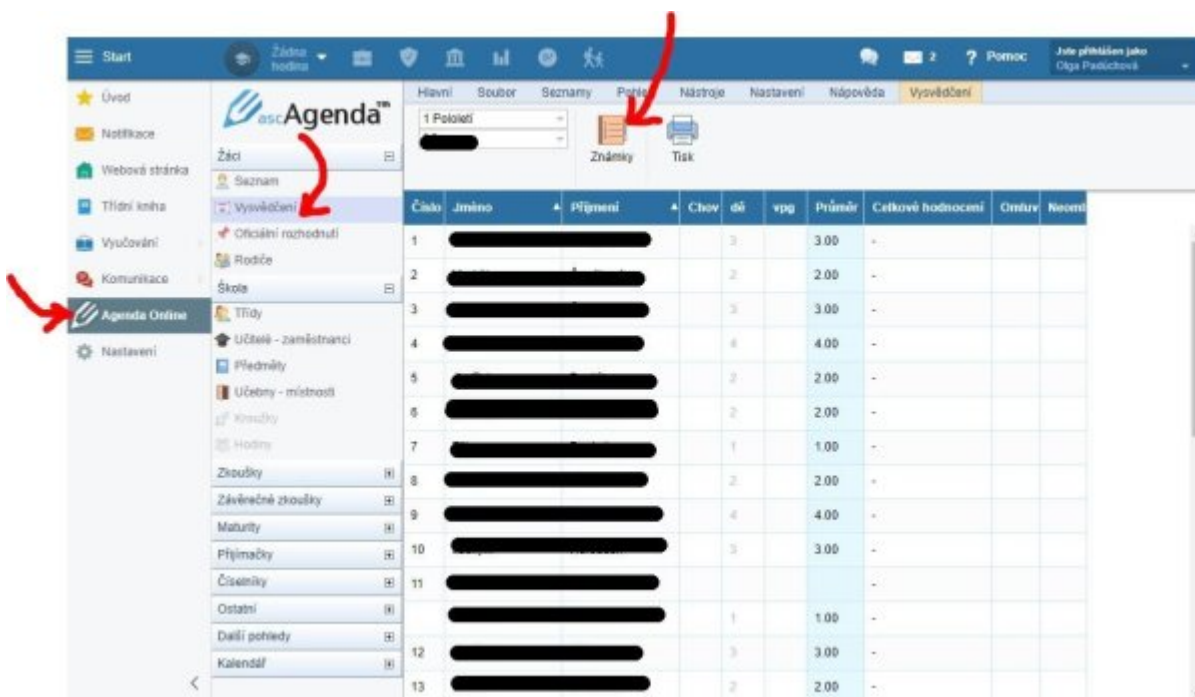 Start
Žádná
hodina
2
? Pomoc
Jste přihlášen jako
Olga Padúchová
Úvod
Notifikace
Webová stránka
Třídní kniha
Vyučování
Komunikace
Agenda Online
Nastavení
ascAgenda™
Žáci
Seznam
Vysvědčení
Oficiální rozhodnutí
Rodiče
Škola
Třídy
Učitelé - zaměstnanci
Předměty
Učebny - místnosti
Kroužky
Hodiny
Zkoušky
Závěrečné zkoušky
Maturity
Přijímačky
Číselníky
Ostatní
Další pohledy
Kalendář
Hlavní Soubor Seznamy Nástroje Nastavení Nápověda Vysvědčení
1 Pololetí
Známky Tisk
Číslo Jméno Příjmení Chov dě vpg Průměr Celkové hodnocení Omluv Neoml
1 3 3.00 -
2 2 2.00 -
3 3 3.00 -
4 4 4.00 -
5 2 2.00 -
6 2 2.00 -
7 1 1.00 -
8 2 2.00 -
9 4 4.00 -
10 3 3.00 -
11 -
1 1.00 -
12 3 3.00 -
13 2 2.00 -